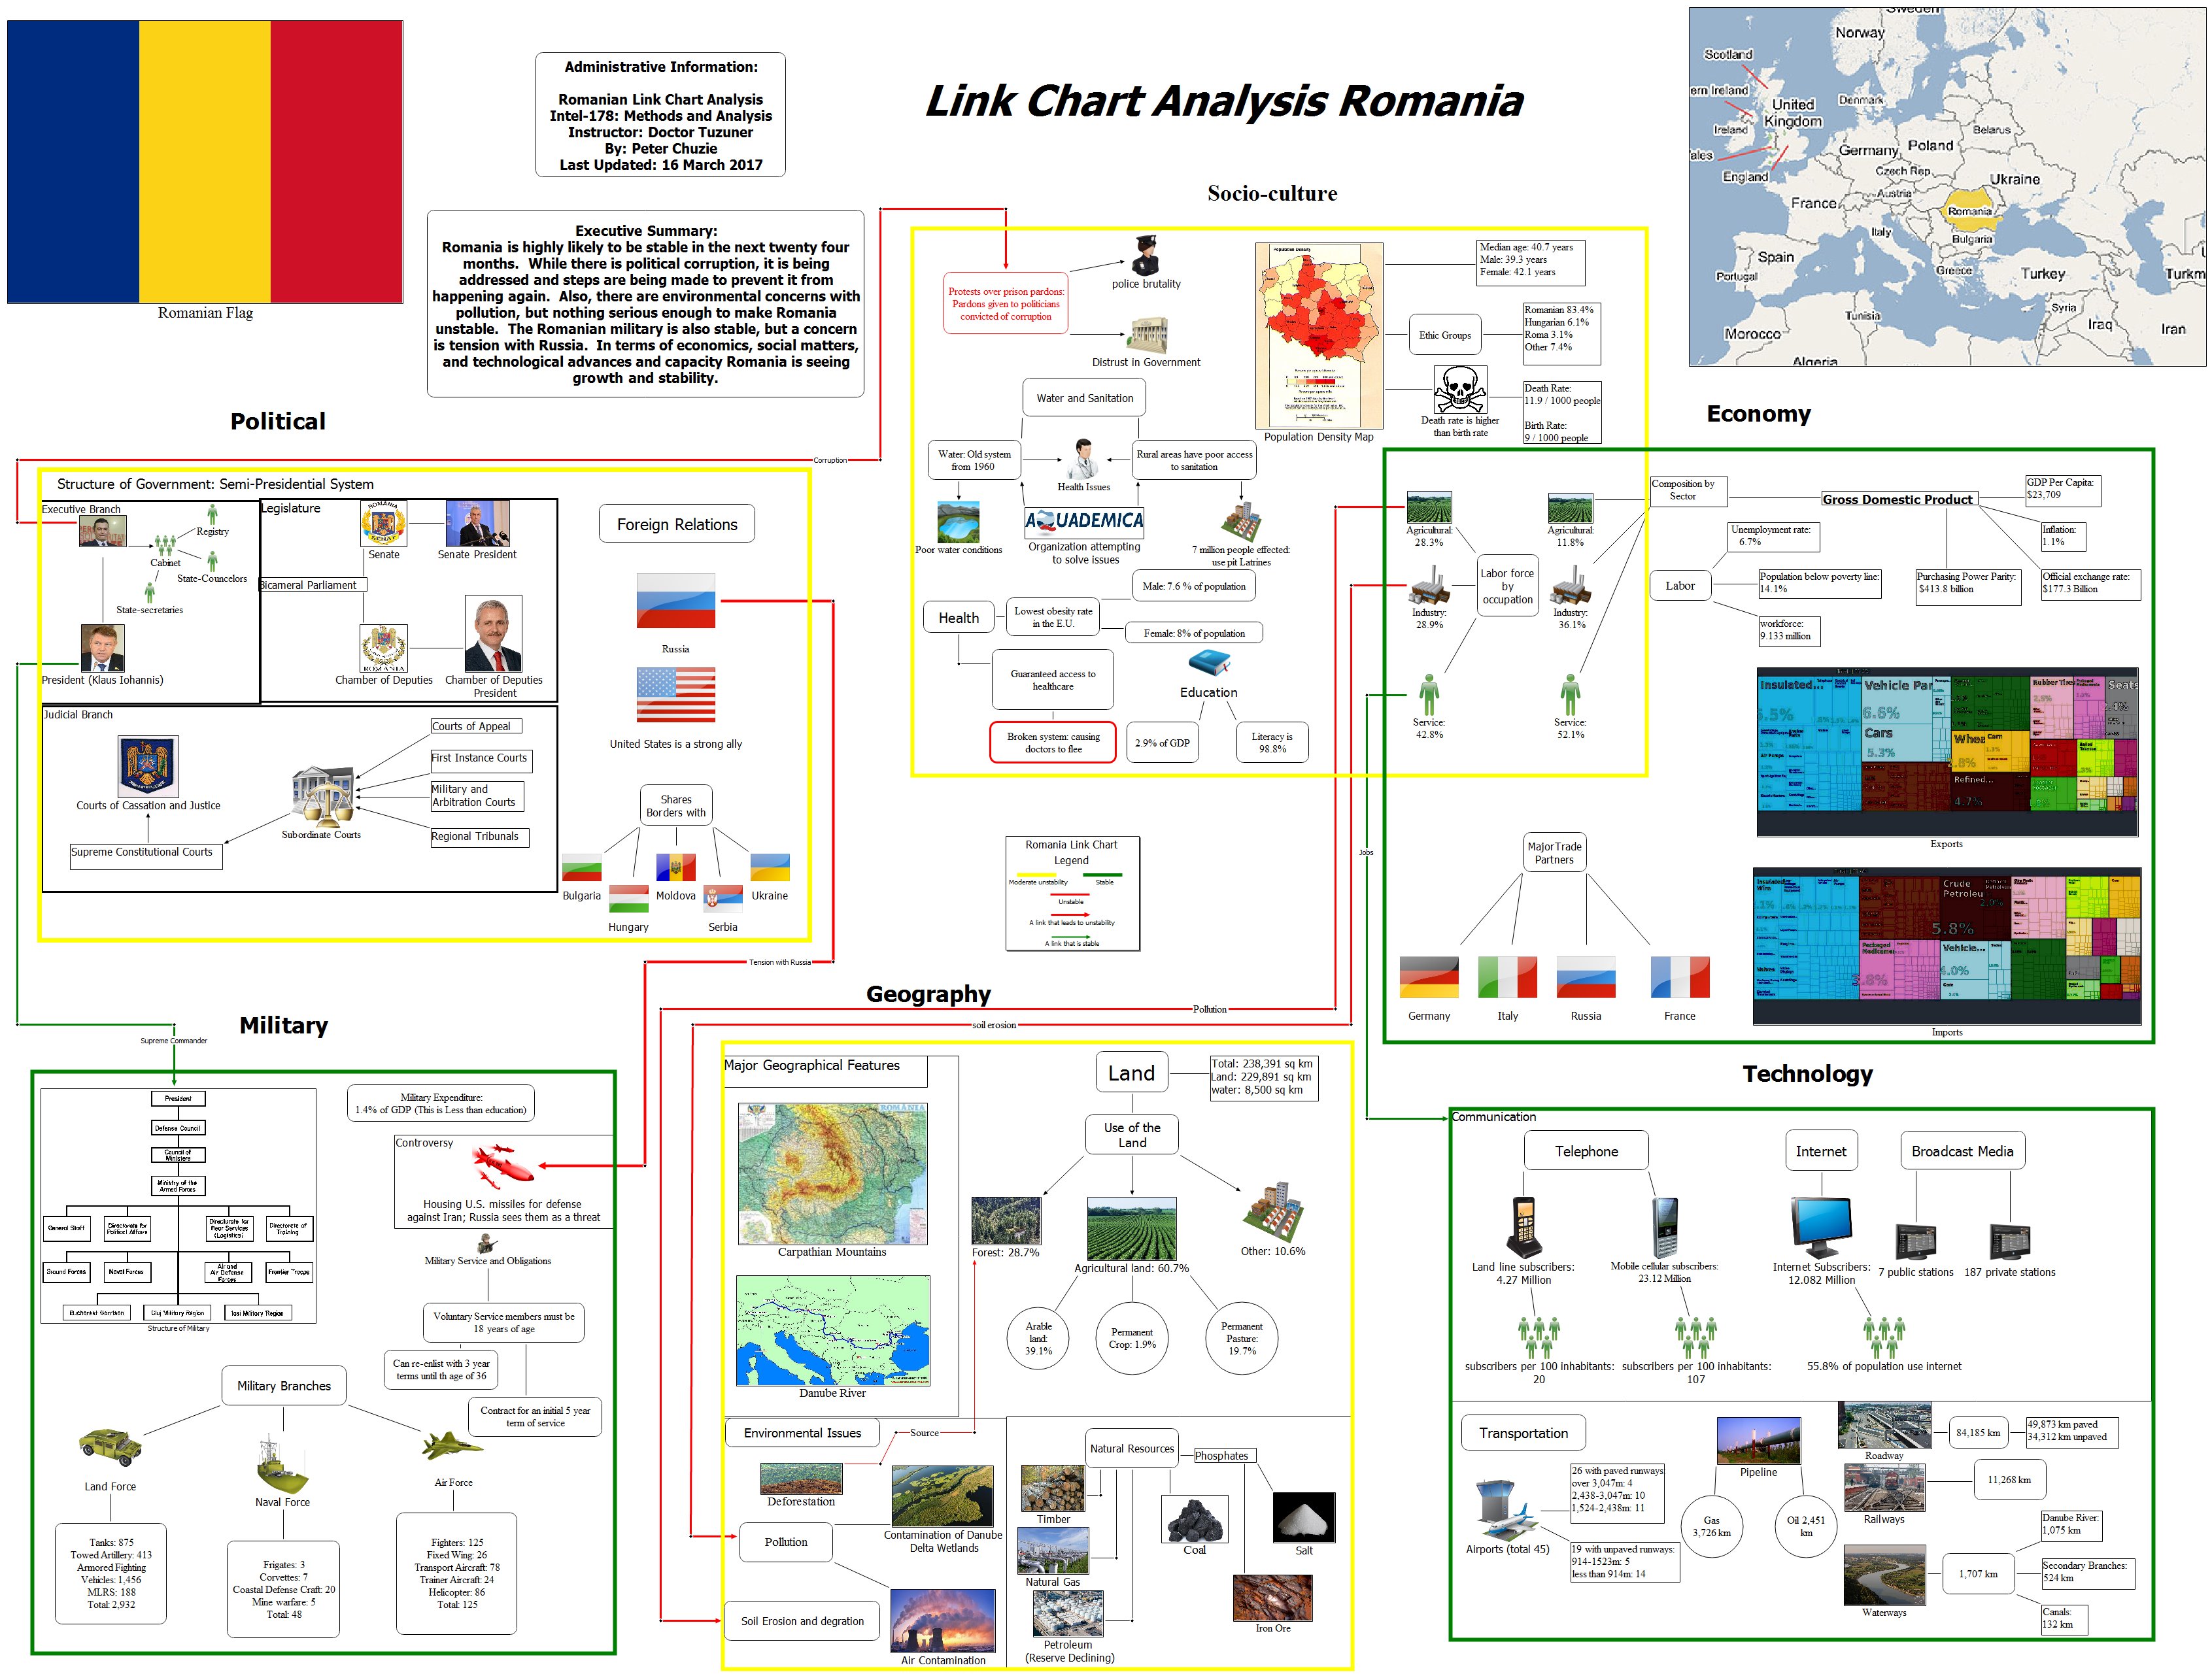 Link Chart Analysis Romania
Romanian Flag
Administrative Information:
Romanian Link Chart Analysis
Intel-178: Methods and Analysis
Instructor: Doctor Tuzuner
By: Peter Chuzie
Last Updated: 16 March 2017
Executive Summary:
Romania is highly likely to be stable in the next twenty four
months.  While there is political corruption, it is being
addressed and steps are being made to prevent it from
happening again.  Also, there are environmental concerns with
pollution, but nothing serious enough to make Romania
unstable.  The Romanian military is also stable, but a concern
is tension with Russia.  In terms of economics, social matters,
and technological advances and capacity Romania is seeing
growth and stability.
Sweden
Norway
Scotland
ern Ireland
United
Kingdom
Denmark
Ireland
Belarus
ales
Germany
Poland
England
Czech Rep.
Ukraine
Austria
France
Romania
Italy
Bulgaria
Spain
Portugal
Greece
Turkey
Turkm
Syria
Tunisia
Morocco
Iraq
Iran
Algeria
Political
Corruption
Structure of Government: Semi-Presidential System
Executive Branch
Registry
Cabinet
State-Councelors
State-secretaries
President (Klaus Iohannis)
Legislature
Senate
Senate President
Bicameral Parliament
Chamber of Deputies
Chamber of Deputies
President
Judicial Branch
Courts of Cassation and Justice
Supreme Constitutional Courts
Subordinate Courts
Courts of Appeal
First Instance Courts
Military and
Arbitration Courts
Regional Tribunals
Foreign Relations
Russia
United States is a strong ally
Shares
Borders with
Bulgaria
Hungary
Moldova
Serbia
Ukraine
Tension with Russia
Socio-culture
Protests over prison pardons:
Pardons given to politicians
convicted of corruption
police brutality
Distrust in Government
Population Density
Population Density Map
Median age: 40.7 years
Male: 39.3 years
Female: 42.1 years
Ethic Groups
Romanian 83.4%
Hungarian 6.1%
Roma 3.1%
Other 7.4%
Death rate is higher
than birth rate
Death Rate:
11.9 / 1000 people
Birth Rate:
9 / 1000 people
Water and Sanitation
Water: Old system
from 1960
Health Issues
Rural areas have poor access
to sanitation
Poor water conditions
AQUADEMICA
Organization attempting
to solve issues
7 million people effected:
use pit Latrines
Health
Lowest obesity rate
in the E.U.
Male: 7.6 % of population
Female: 8% of population
Guaranteed access to
healthcare
Broken system: causing
doctors to flee
Education
2.9% of GDP
Literacy is
98.8%
Romania Link Chart
Legend
Moderate unstability
Stable
Unstable
A link that leads to unstability
A link that is stable
Economy
Agricultural:
28.3%
Industry:
28.9%
Service:
42.8%
Labor force
by
occupation
Agricultural:
11.8%
Industry:
36.1%
Service:
52.1%
Composition by
Sector
Gross Domestic Product
GDP Per Capita:
$23,709
Inflation:
1.1%
Official exchange rate:
$177.3 Billion
Purchasing Power Parity:
$413.8 billion
Labor
Unemployment rate:
6.7%
Population below poverty line:
14.1%
workforce:
9.133 million
Insulated...
Vehicle Par
6.6%
Cars
5.3%
Rubber Tires
Seats
Refined...
4.7%
Exports
Crude
Petroleu
5.8%
Vehicle...
Imports
MajorTrade
Partners
Germany
Italy
Russia
France
Jobs
Pollution
soil erosion
Military
Supreme Commander
President
Defense Council
Council of
Ministers
Ministry of the
Armed Forces
General Staff
Directorate for
Political Affairs
Directorate for
Rear Services
(Logistics)
Directorate of
Training
Ground Forces
Naval Forces
Air and
Air Defense
Forces
Frontier Troops
Bucharest Garrison
Cluj Military Region
Iasi Military Region
Structure of Military
Military Expenditure:
1.4% of GDP (This is Less than education)
Controversy
Housing U.S. missiles for defense
against Iran; Russia sees them as a threat
Military Service and Obligations
Voluntary Service members must be
18 years of age
Can re-enlist with 3 year
terms until th age of 36
Contract for an initial 5 year
term of service
Military Branches
Land Force
Tanks: 875
Towed Artillery: 413
Armored Fighting
Vehicles: 1,456
MLRS: 188
Total: 2,932
Naval Force
Frigates: 3
Corvettes: 7
Coastal Defense Craft: 20
Mine warfare: 5
Total: 48
Air Force
Fighters: 125
Fixed Wing: 26
Transport Aircraft: 78
Trainer Aircraft: 24
Helicopter: 86
Total: 125
Geography
Major Geographical Features
ROMÂNIA
Carpathian Mountains
Danube River
Land
Total: 238,391 sq km
Land: 229,891 sq km
water: 8,500 sq km
Use of the
Land
Forest: 28.7%
Agricultural land: 60.7%
Other: 10.6%
Arable
land:
39.1%
Permanent
Crop: 1.9%
Permanent
Pasture:
19.7%
Environmental Issues
Source
Deforestation
Pollution
Contamination of Danube
Delta Wetlands
Soil Erosion and degration
Air Contamination
Natural Resources
Phosphates
Timber
Natural Gas
Petroleum
(Reserve Declining)
Coal
Salt
Iron Ore
Technology
Communication
Telephone
Internet
Broadcast Media
Land line subscribers:
4.27 Million
Mobile cellular subscribers:
23.12 Million
Internet Subscribers:
12.082 Million
7 public stations
187 private stations
subscribers per 100 inhabitants:
20
subscribers per 100 inhabitants:
107
55.8% of population use internet
Transportation
Airports (total 45)
26 with paved runways
over 3,047m: 4
2,438-3,047m: 10
1,524-2,438m: 11
19 with unpaved runways:
914-1523m: 5
less than 914m: 14
Pipeline
Gas
3,726 km
Oil 2,451
km
Roadway
84,185 km
49,873 km paved
34,312 km unpaved
Railways
11,268 km
Waterways
1,707 km
Danube River:
1,075 km
Secondary Branches:
524 km
Canals:
132 km